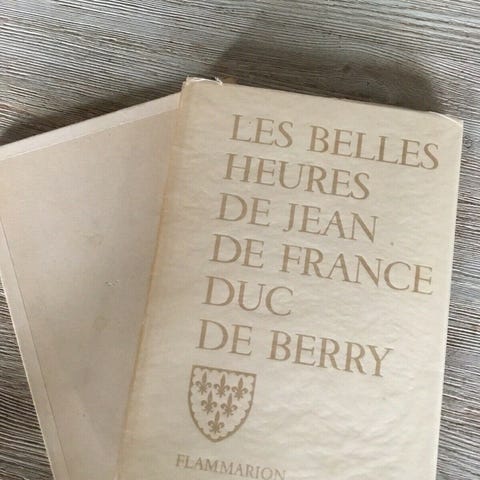 LES BELLES
HEURES
DE JEAN
DE FRANCE
DUC
DE BERRY
FLAMMARION